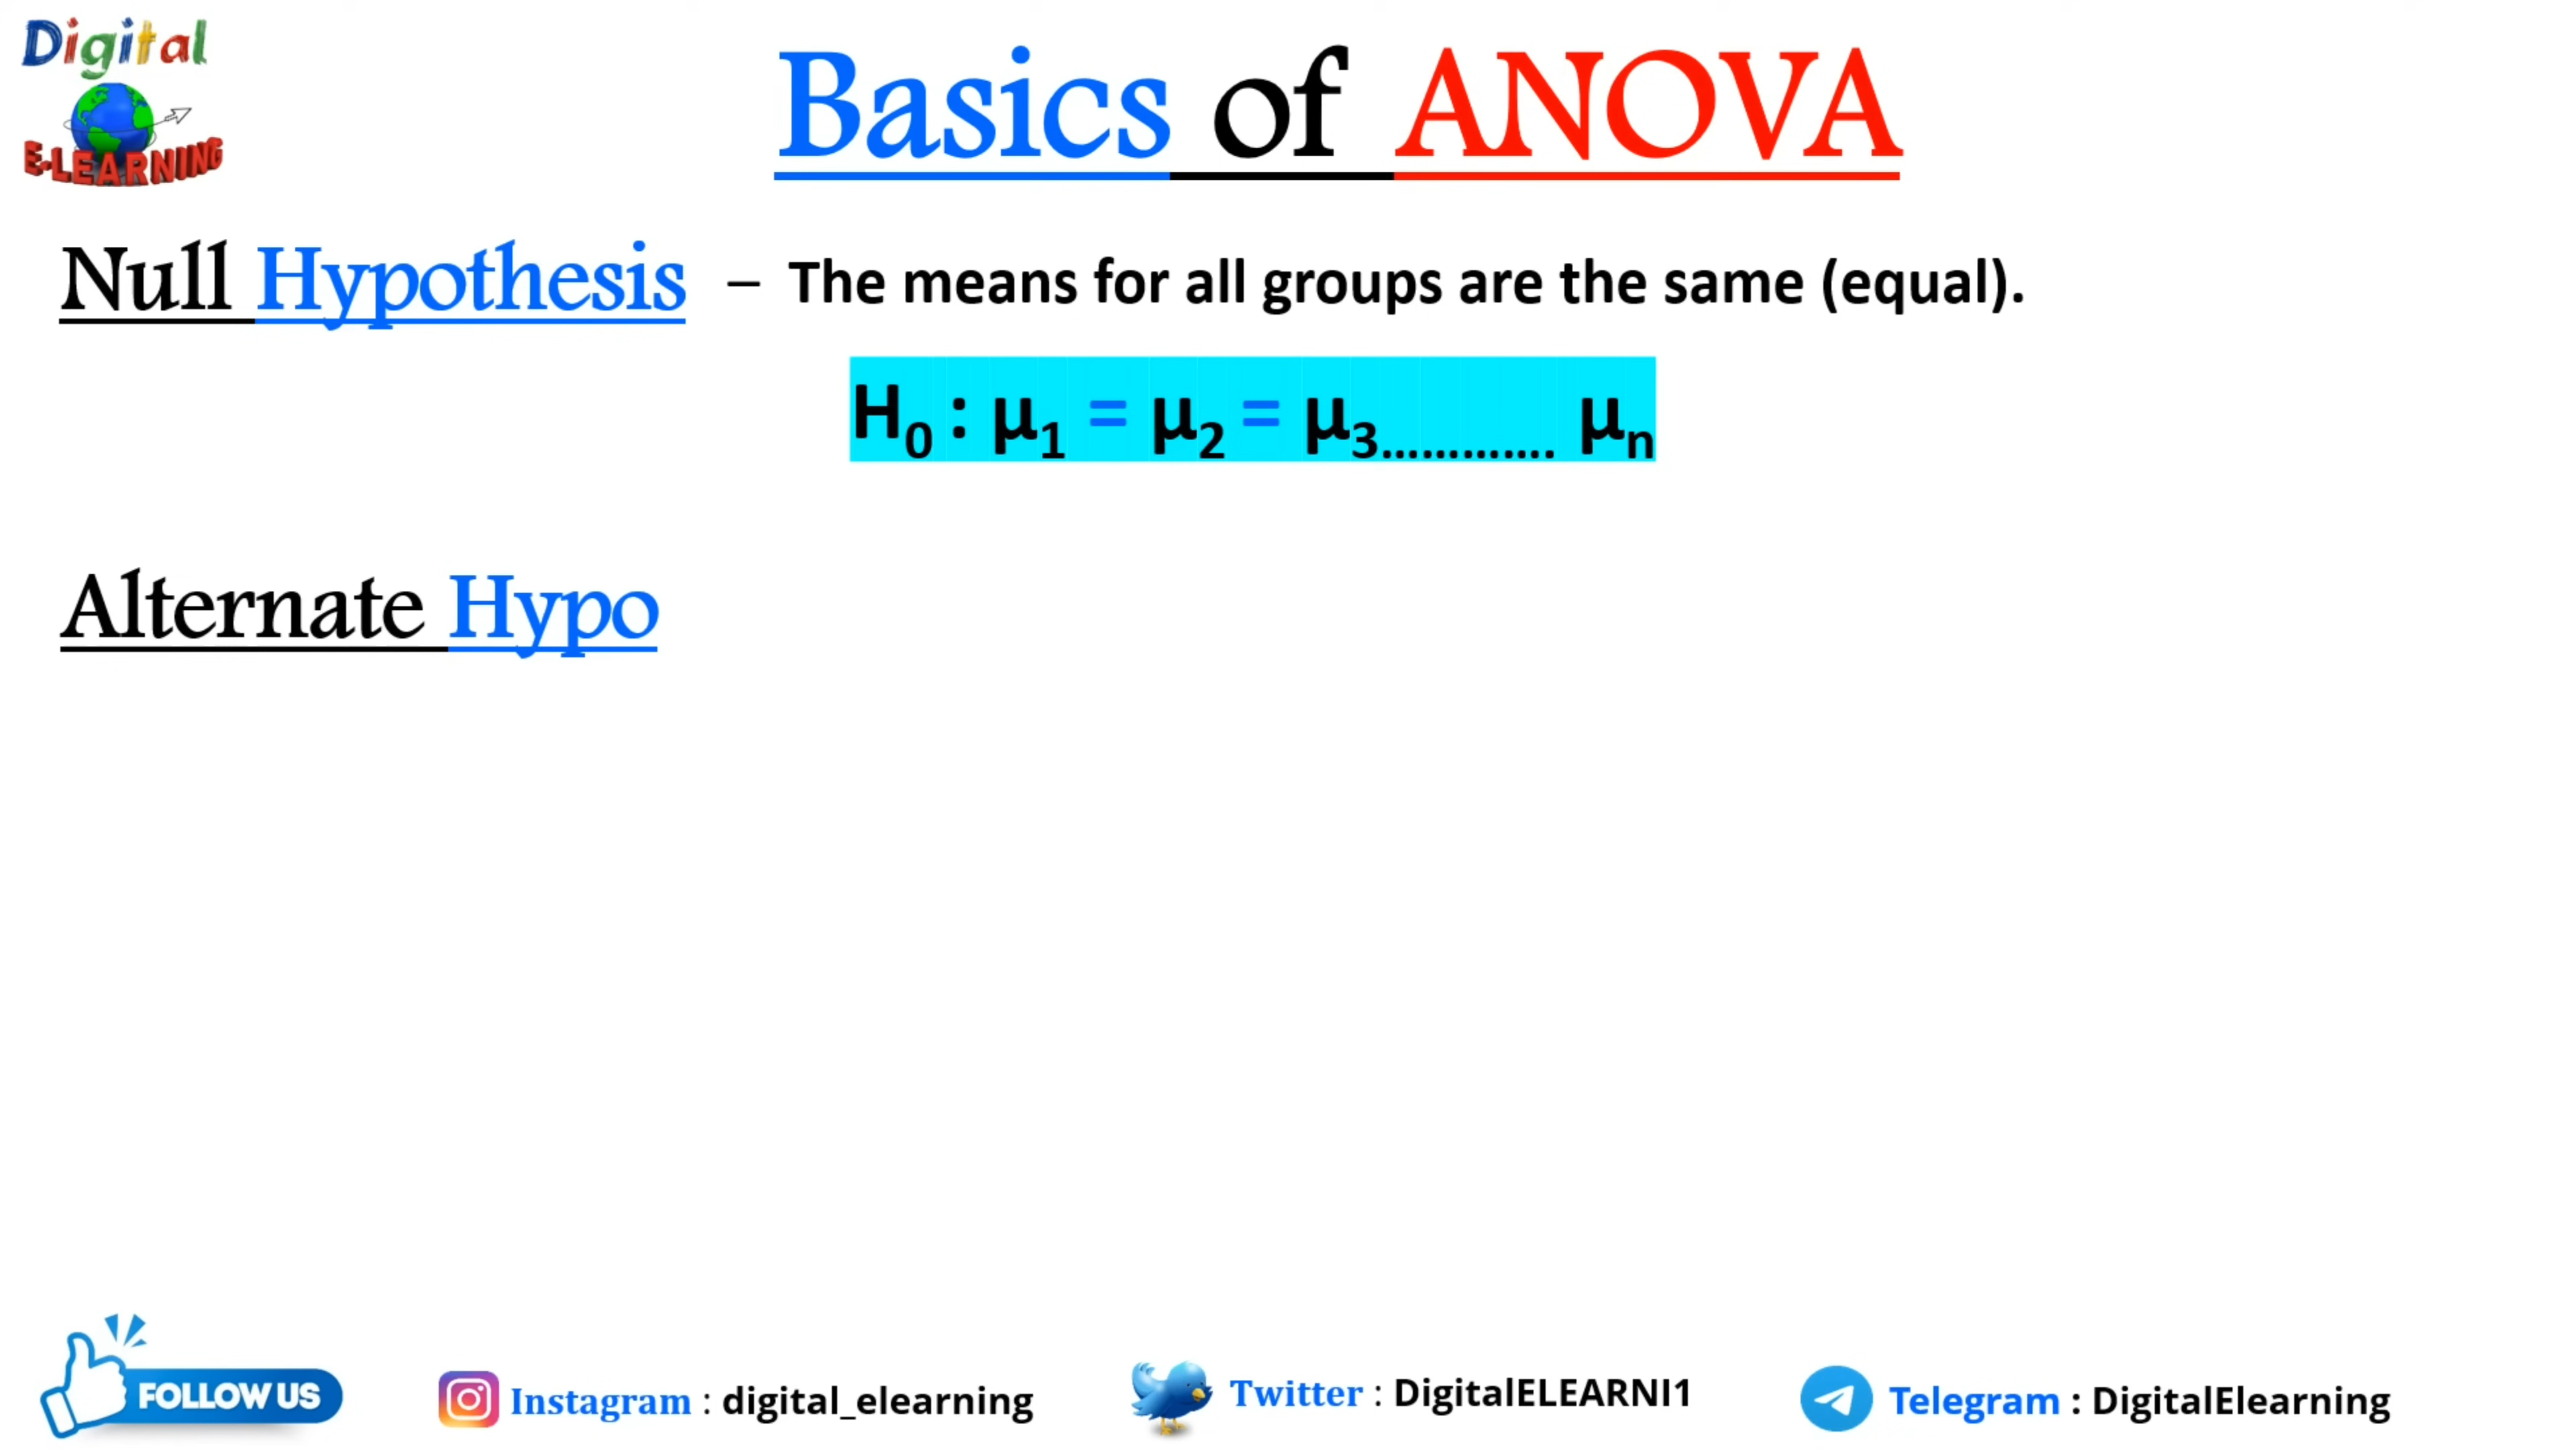 Digital
E-LEARNING
Basics of ANOVA
Null Hypothesis – The means for all groups are the same (equal).
H₀ : μ₁ = μ₂ = μ₃............. μₙ
Alternate Hypo
FOLLOW US
Instagram : digital_elearning
Twitter : DigitalELEARNI1
Telegram : DigitalElearning